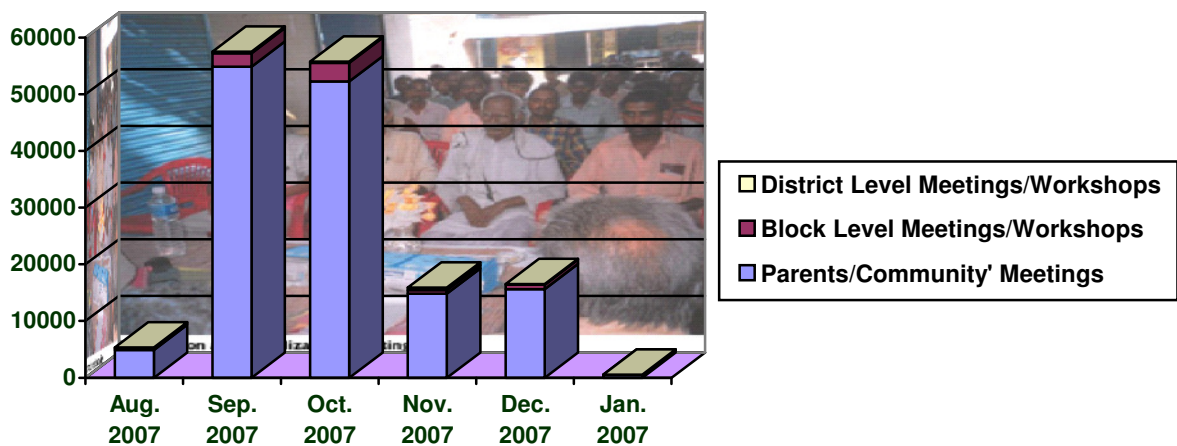 60000
50000
40000
30000
20000
10000
0
Aug. 2007
Sep. 2007
Oct. 2007
Nov. 2007
Dec. 2007
Jan. 2007
District Level Meetings/Workshops
Block Level Meetings/Workshops
Parents/Community' Meetings